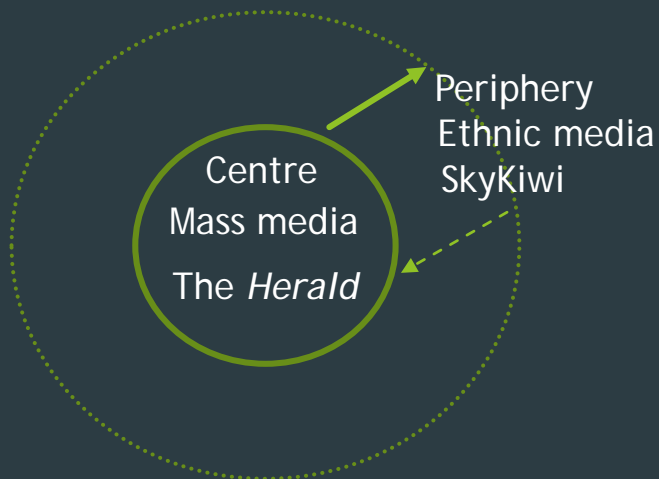 Periphery
Ethnic media
SkyKiwi
Centre
Mass media
The Herald